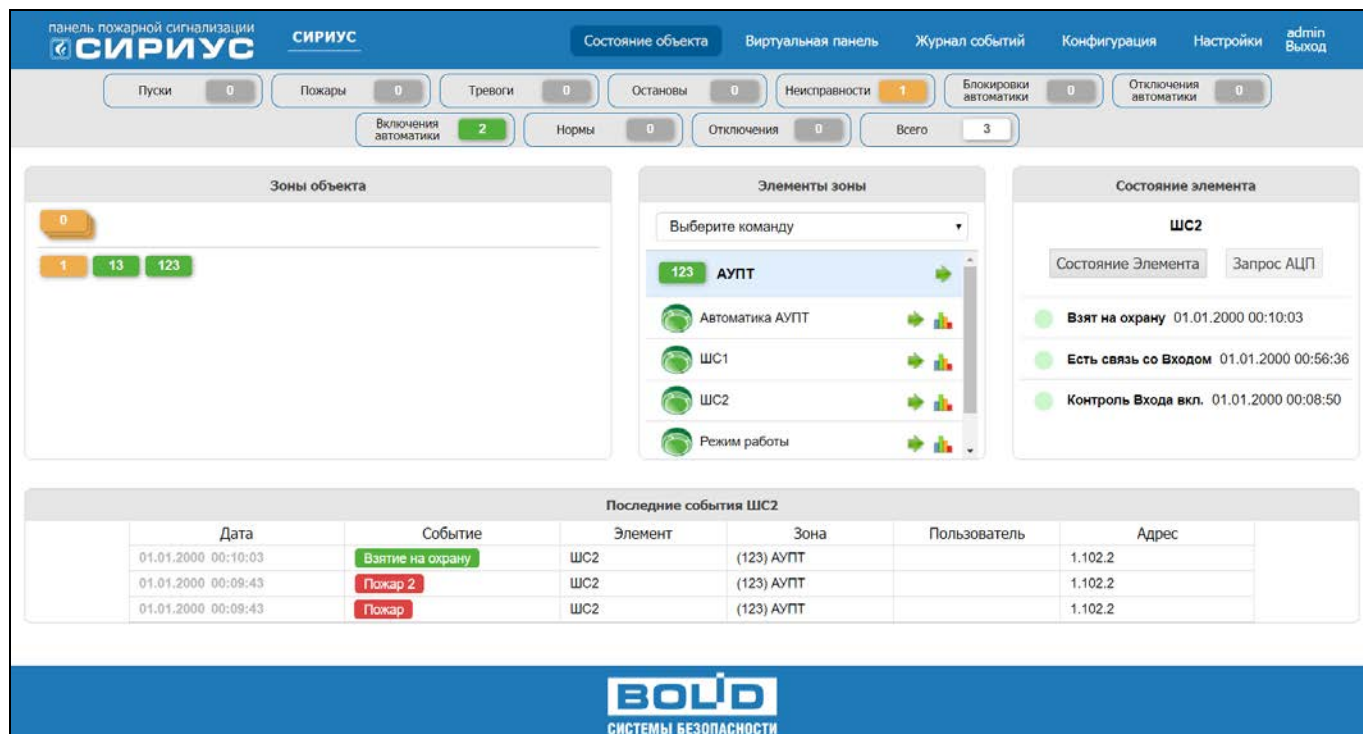 панель пожарной сигнализации
СИРИУС
СИРИУС
Состояние объекта Виртуальная панель Журнал событий Конфигурация Настройки admin
Выход
Пуски 0 Пожары 0 Тревоги 0 Остановы 0 Неисправности 1 Блокировки автоматики 0 Отключения автоматики 0
Включения автоматики 2 Нормы 0 Отключения 0 Всего 3
Зоны объекта
0
1 13 123
Элементы зоны
Выберите команду
123 АУПТ
Автоматика АУПТ
ШС1
ШС2
Режим работы
Состояние элемента
ШС2
Состояние Элемента Запрос АЦП
Взят на охрану 01.01.2000 00:10:03
Есть связь со Входом 01.01.2000 00:56:36
Контроль Входа вкл. 01.01.2000 00:08:50
Последние события ШС2
Дата Событие Элемент Зона Пользователь Адрес
01.01.2000 00:10:03 Взятие на охрану ШС2 (123) АУПТ 1.102.2
01.01.2000 00:09:43 Пожар 2 ШС2 (123) АУПТ 1.102.2
01.01.2000 00:09:43 Пожар ШС2 (123) АУПТ 1.102.2
BOLID
СИСТЕМЫ БЕЗОПАСНОСТИ